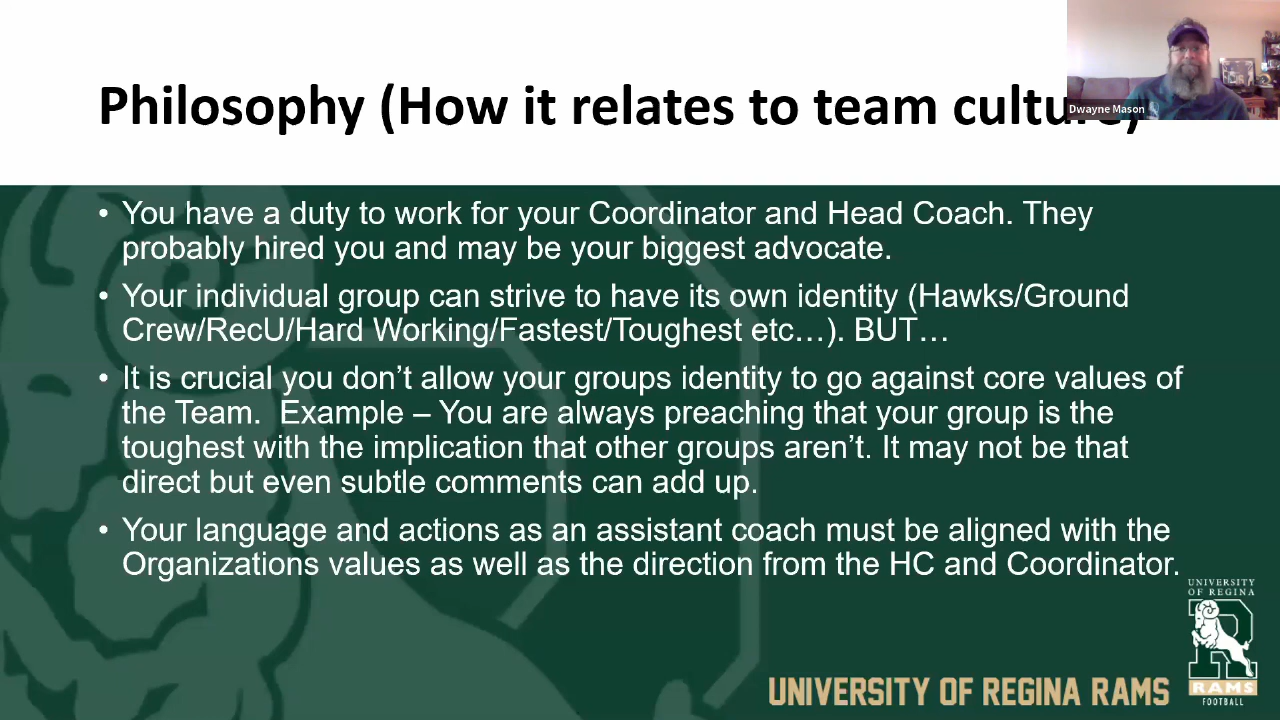 Philosophy (How it relates to team culture)
Dwayne Mason
• You have a duty to work for your Coordinator and Head Coach. They
probably hired you and may be your biggest advocate.
• Your individual group can strive to have its own identity (Hawks/Ground
Crew/RecU/Hard Working/Fastest/Toughest etc…). BUT…
• It is crucial you don’t allow your groups identity to go against core values of
the Team.  Example – You are always preaching that your group is the
toughest with the implication that other groups aren’t. It may not be that
direct but even subtle comments can add up.
• Your language and actions as an assistant coach must be aligned with the
Organizations values as well as the direction from the HC and Coordinator.
UNIVERSITY
OF REGINA
RAMS
FOOTBALL
UNIVERSITY OF REGINA RAMS